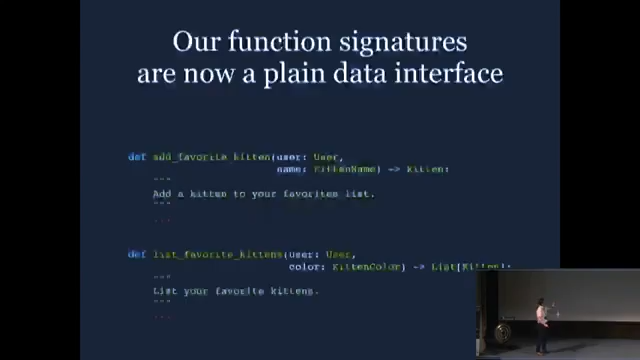 Our function signatures
are now a plain data interface
def add_favorite_kitten(user: User,
name: KittenName) -> Kitten:
"""
Add a kitten to your favorites list.
"""
...
def list_favorite_kittens(user: User,
color: KittenColor) -> List[Kitten]:
"""
List your favorite kittens.
"""
...